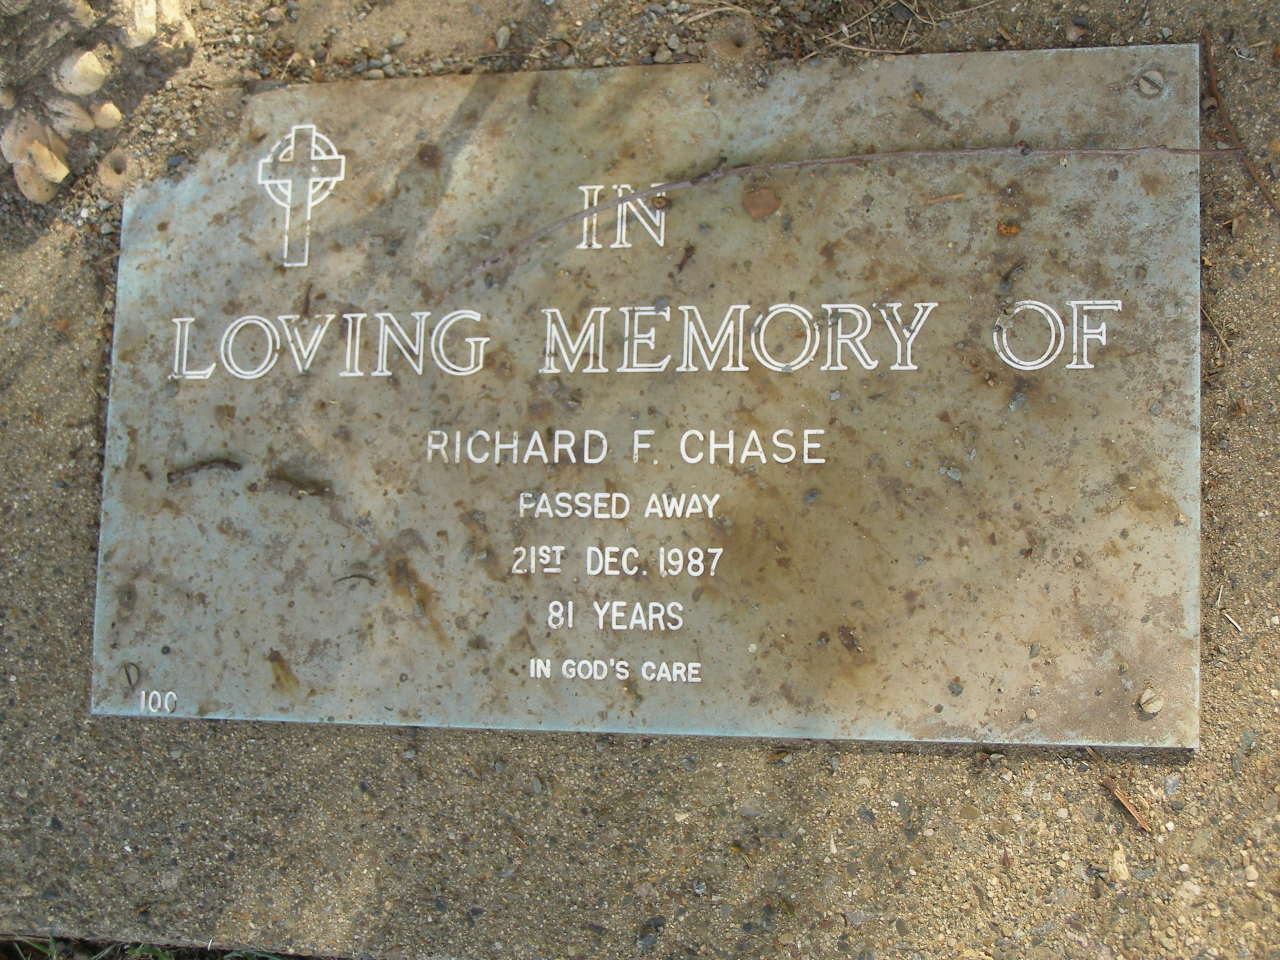 IN
LOVING MEMORY OF
RICHARD F. CHASE
PASSED AWAY
21ST DEC. 1987
81 YEARS
IN GOD'S CARE
D
100